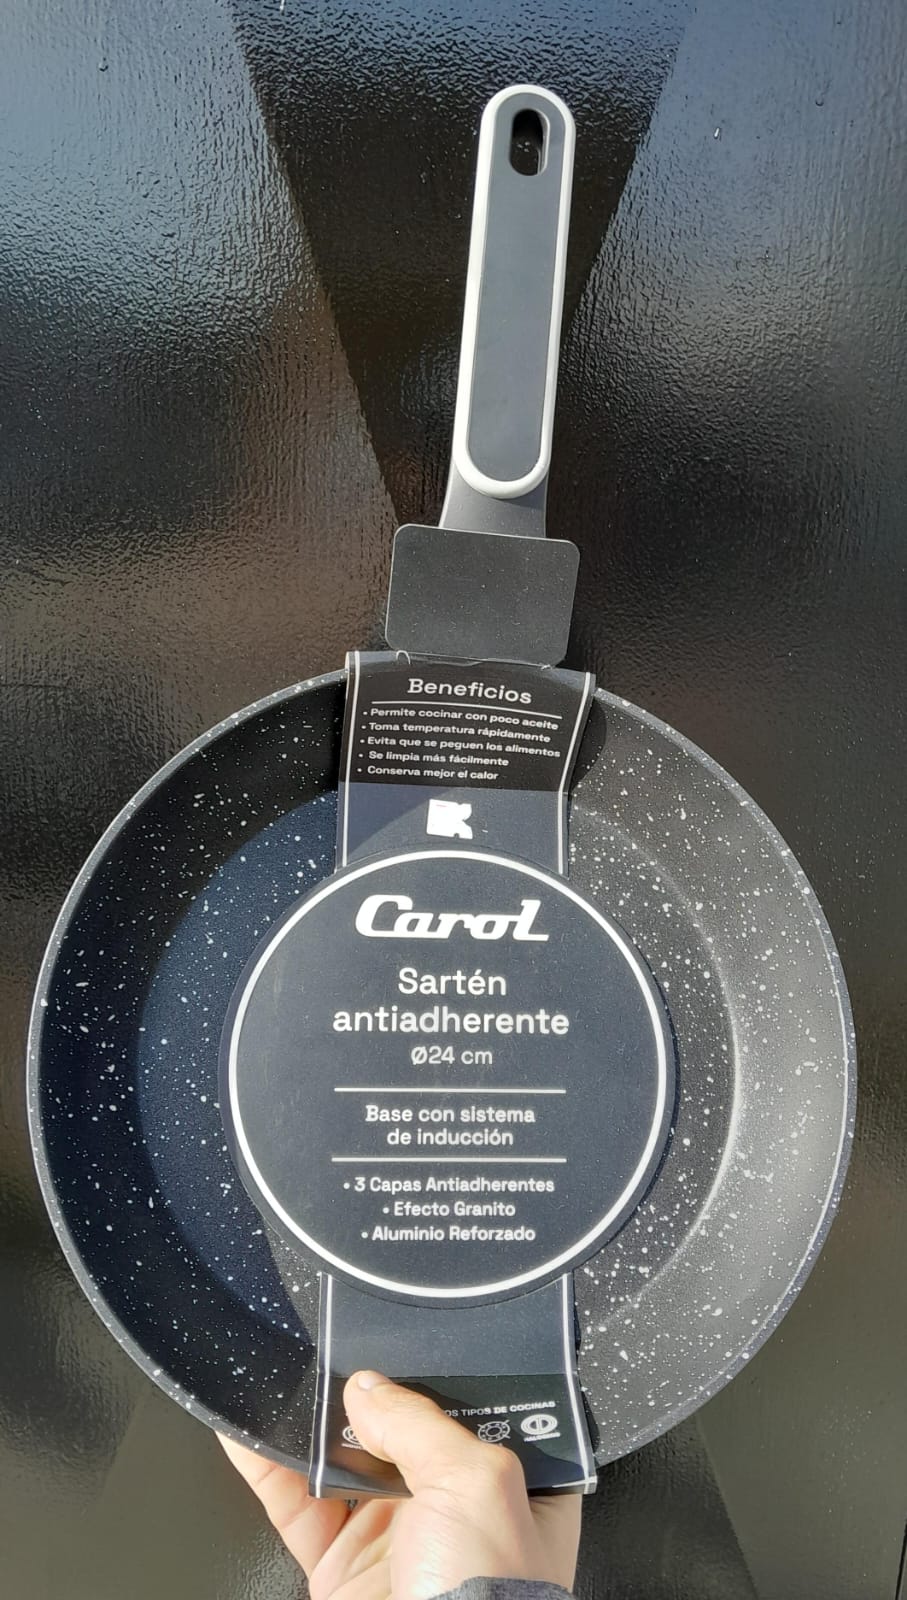 Beneficios
• Permite cocinar con poco aceite
• Toma temperatura rápidamente
• Evita que se peguen los alimentos
• Se limpia más fácilmente
• Conserva mejor el calor
Carol
Sartén
antiadherente
Ø24 cm
Base con sistema
de inducción
• 3 Capas Antiadherentes
• Efecto Granito
• Aluminio Reforzado
TIPOS DE COCINAS